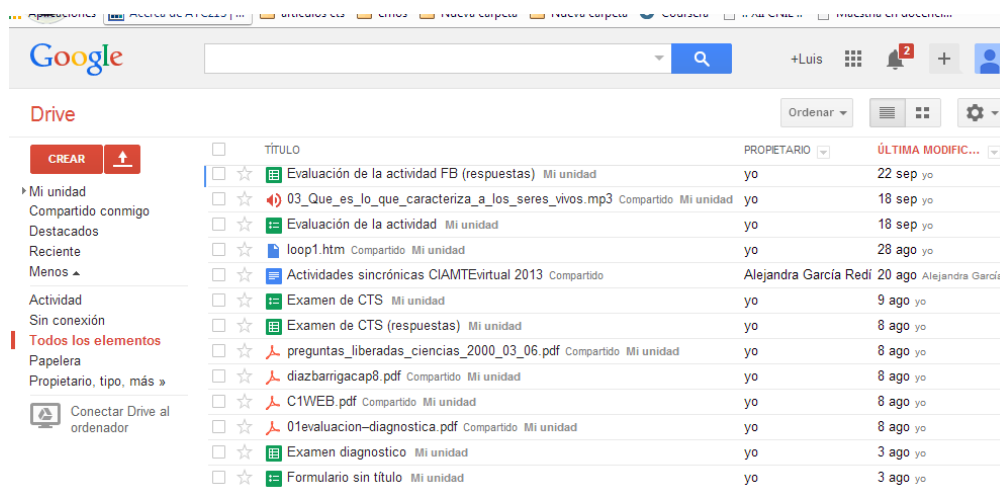 Google
+Luis 2 +
Drive
Ordenar
CREAR
TÍTULO PROPIETARIO ÚLTIMA MODIFIC...
Mi unidad
Compartido conmigo
Destacados
Reciente
Menos
Actividad
Sin conexión
Todos los elementos
Papelera
Propietario, tipo, más »
Conectar Drive al
ordenador
Evaluación de la actividad FB (respuestas) Mi unidad yo 22 sep yo
03_Que_es_lo_que_caracteriza_a_los_seres_vivos.mp3 Compartido Mi unidad yo 18 sep yo
Evaluación de la actividad Mi unidad yo 18 sep yo
loop1.htm Compartido Mi unidad yo 28 ago yo
Actividades sincrónicas CIAMTEvirtual 2013 Compartido Alejandra García Redí 20 ago Alejandra García
Examen de CTS Mi unidad yo 9 ago yo
Examen de CTS (respuestas) Mi unidad yo 8 ago yo
preguntas_liberadas_ciencias_2000_03_06.pdf Compartido Mi unidad yo 8 ago yo
diazbarrigacap8.pdf Compartido Mi unidad yo 8 ago yo
C1WEB.pdf Compartido Mi unidad yo 8 ago yo
01evaluacion–diagnostica.pdf Compartido Mi unidad yo 8 ago yo
Examen diagnostico Mi unidad yo 3 ago yo
Formulario sin título Mi unidad yo 3 ago yo